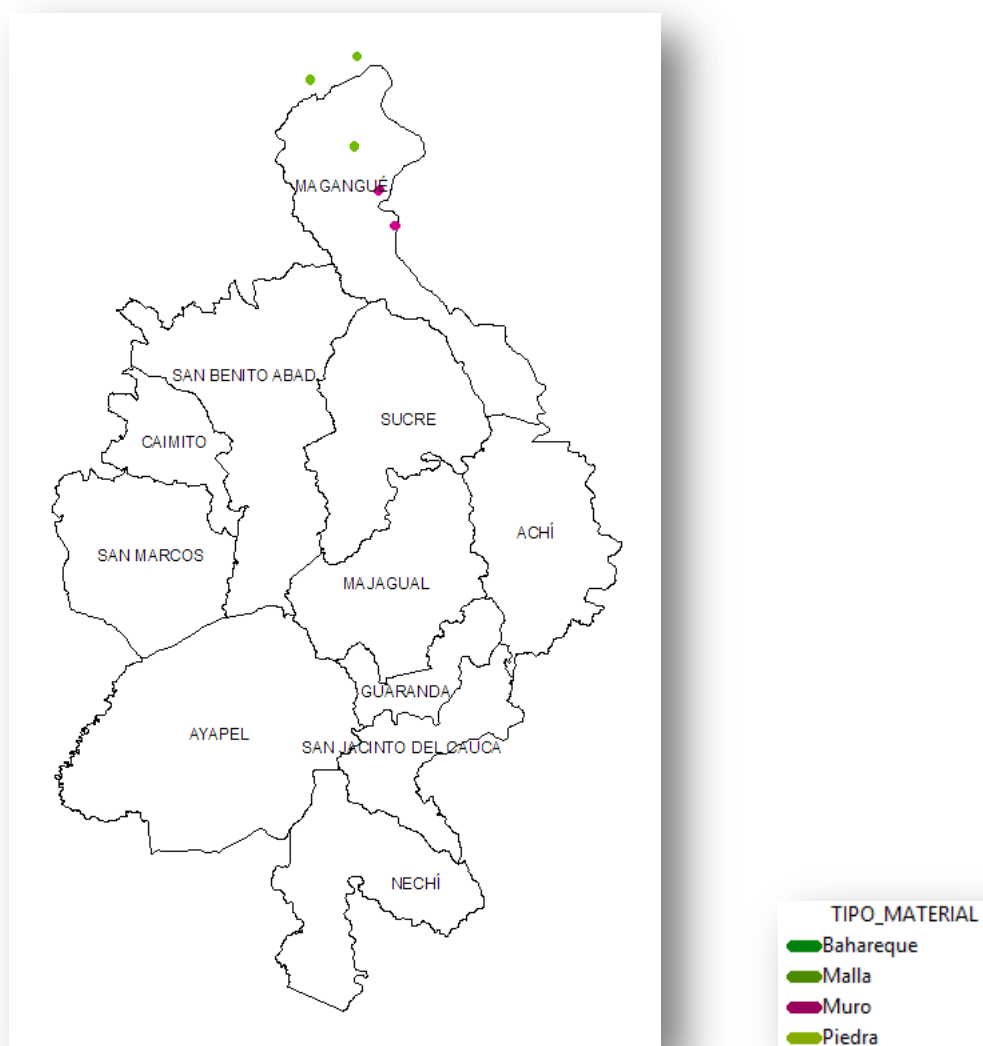 MAGANGUÉ
SAN BENITO ABAD
SUCRE
CAIMITO
ACHÍ
SAN MARCOS
MAJAGUAL
GUARANDA
AYAPEL
SAN JACINTO DEL CAUCA
NECHÍ
TIPO_MATERIAL
Bahareque
Malla
Muro
Piedra